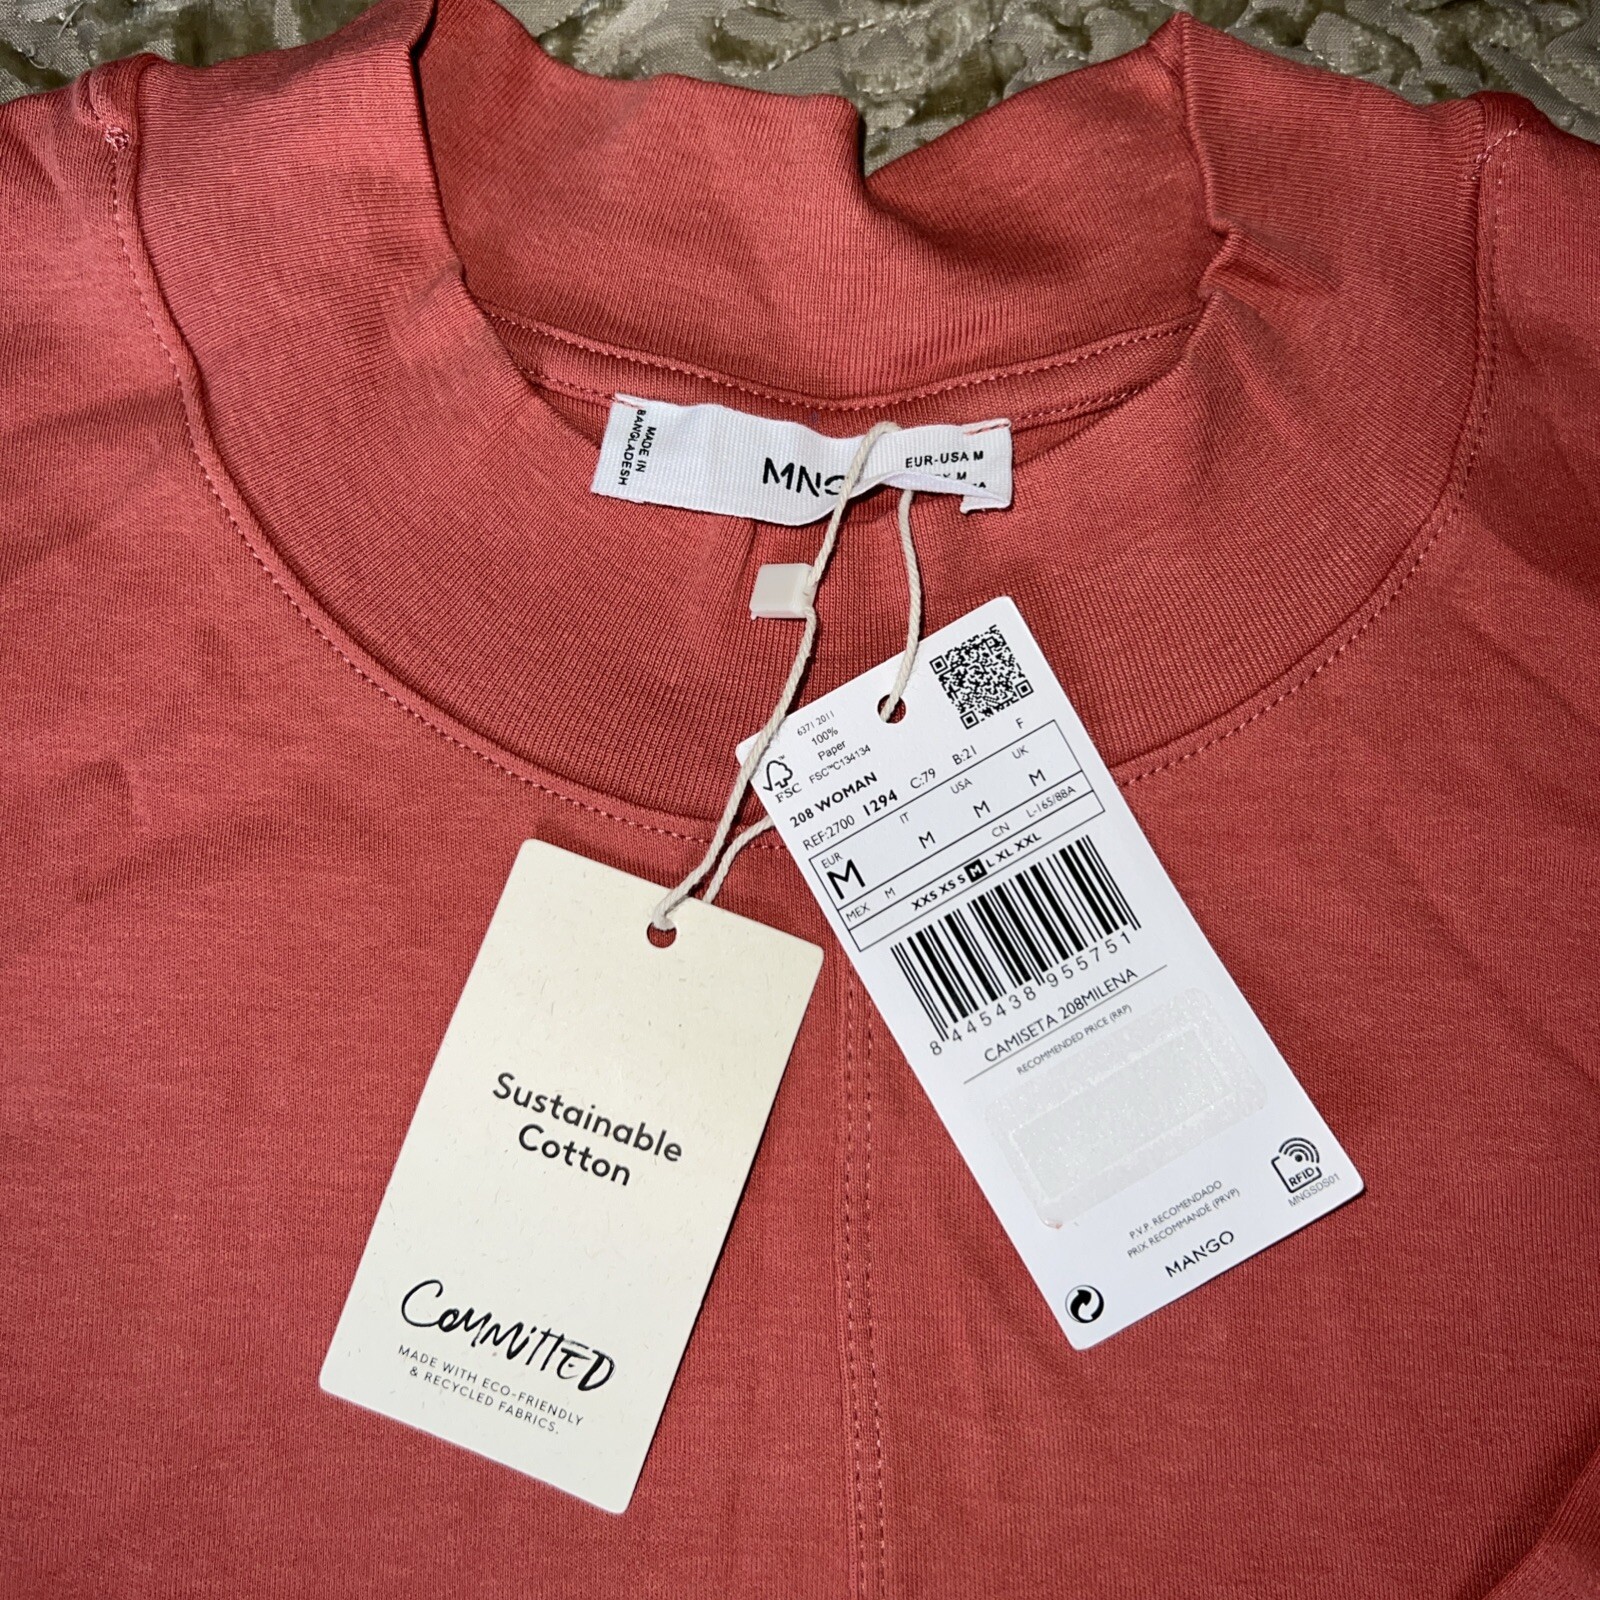 MADE IN
BANGLADESH
EUR-USA M
M
6371 2011
100%
Paper
FSC™C134134
FSC
208 WOMAN
REF:2700 1294 C:79 B:21 F
EUR IT USA UK
M M M M
MEX M CN L-165/88A
XXS XS S M L XL XXL
8 445438 955751
CAMISETA 208MILENA
RECOMMENDED PRICE (RRP)
RFID
MNGSDS01
P.V.P. RECOMENDADO
PRIX RECOMMANDÉ (PRVP)
MANGO
Sustainable
Cotton
COMMITTED
MADE WITH ECO-FRIENDLY
& RECYCLED FABRICS.